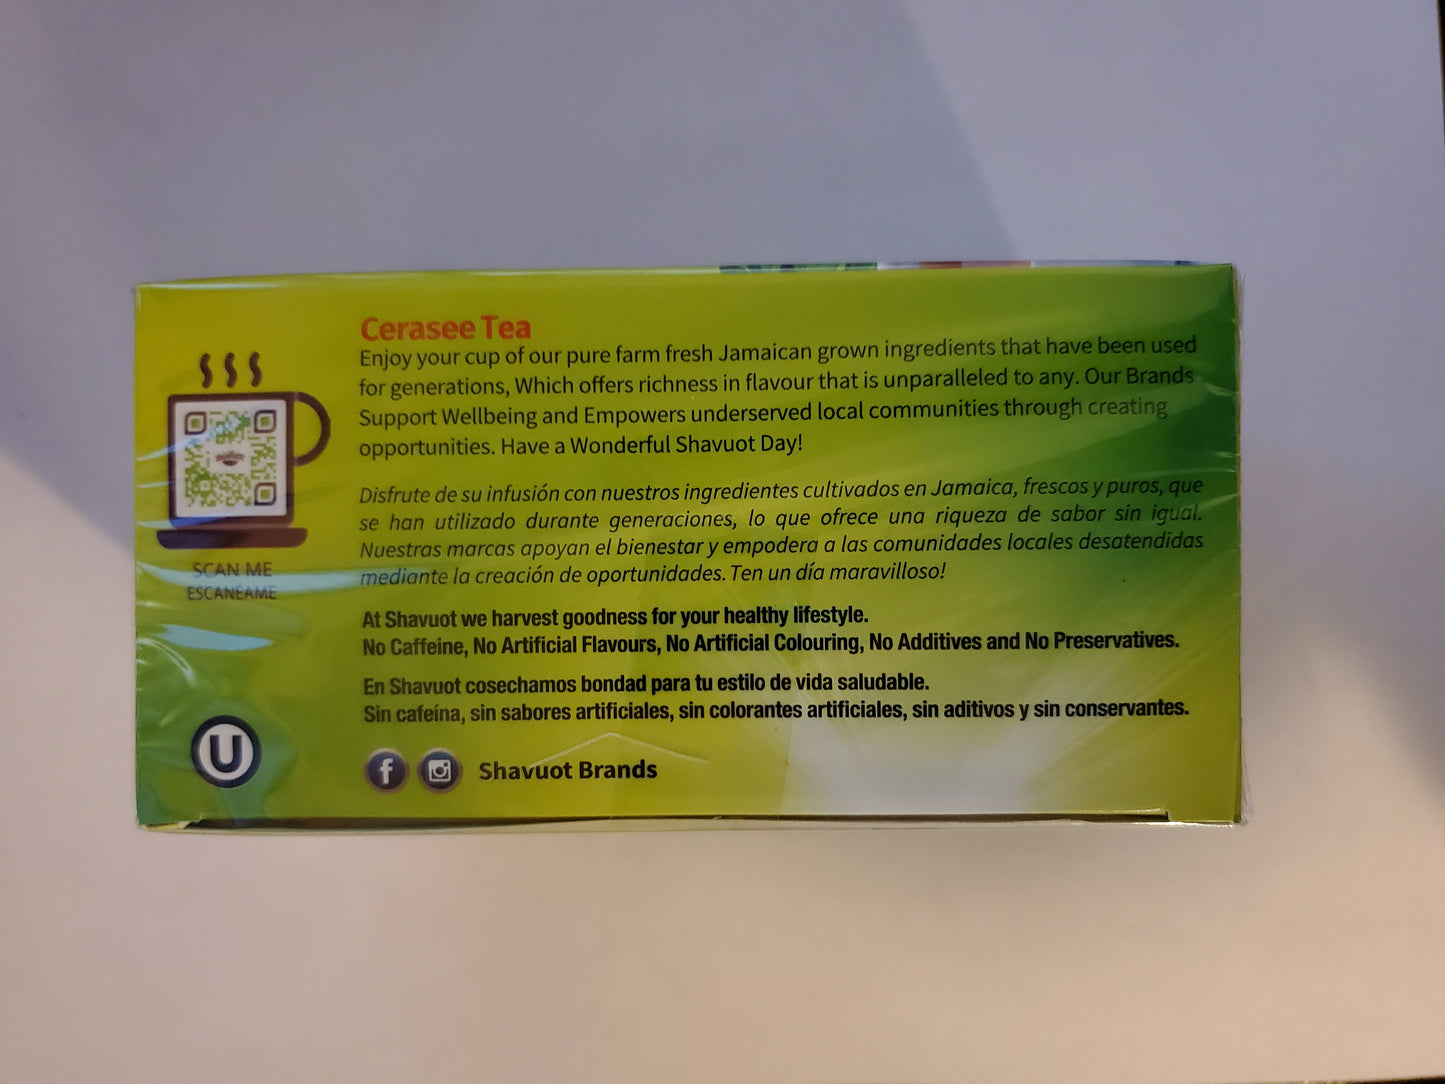 Cerasee Tea
Enjoy your cup of our pure farm fresh Jamaican grown ingredients that have been used
for generations, Which offers richness in flavour that is unparalleled to any. Our Brands
Support Wellbeing and Empowers underserved local communities through creating
opportunities. Have a Wonderful Shavuot Day!
Disfrute de su infusión con nuestros ingredientes cultivados en Jamaica, frescos y puros, que
se han utilizado durante generaciones, lo que ofrece una riqueza de sabor sin igual.
Nuestras marcas apoyan el bienestar y empodera a las comunidades locales desatendidas
mediante la creación de oportunidades. Ten un día maravilloso!
SCAN ME
ESCANÉAME
At Shavuot we harvest goodness for your healthy lifestyle.
No Caffeine, No Artificial Flavours, No Artificial Colouring, No Additives and No Preservatives.
En Shavuot cosechamos bondad para tu estilo de vida saludable.
Sin cafeína, sin sabores artificiales, sin colorantes artificiales, sin aditivos y sin conservantes.
U
f Shavuot Brands